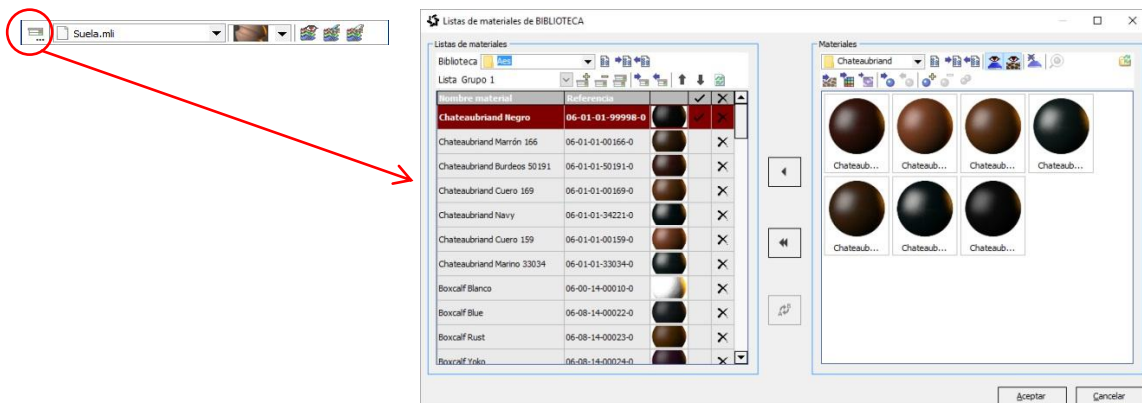 Suela.mli
Listas de materiales de BIBLIOTECA
Listas de materiales
Biblioteca Aes
Lista Grupo 1
Nombre material Referencia
Chateaubriand Negro 06-01-01-99998-0
Chateaubriand Marrón 166 06-01-01-00166-0
Chateaubriand Burdeos 50191 06-01-01-50191-0
Chateaubriand Cuero 169 06-01-01-00169-0
Chateaubriand Navy 06-01-01-34221-0
Chateaubriand Cuero 159 06-01-01-00159-0
Chateaubriand Marino 33034 06-01-01-33034-0
Boxcalf Blanco 06-00-14-00010-0
Boxcalf Blue 06-08-14-00022-0
Boxcalf Rust 06-08-14-00023-0
Boxcalf Yoko 06-08-14-00024-0
Materiales
Chateaubriand
Chateaub... Chateaub... Chateaub... Chateaub...
Chateaub... Chateaub... Chateaub...
Aceptar Cancelar